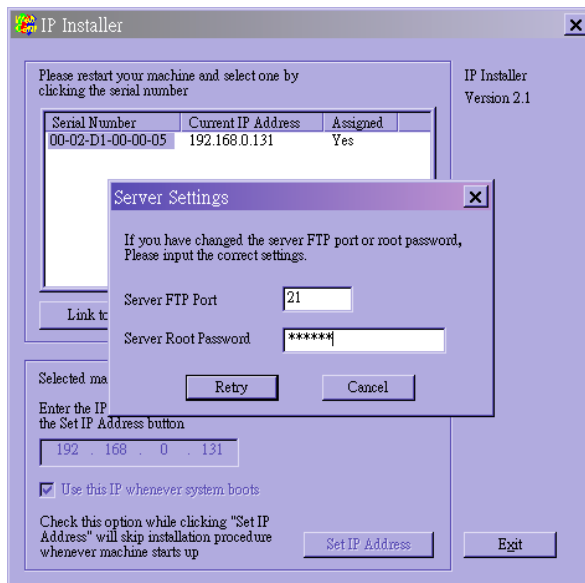 IP Installer
Please restart your machine and select one by
clicking the serial number
IP Installer
Version 2.1
Serial Number Current IP Address Assigned
00-02-D1-00-00-05 192.168.0.131 Yes
Server Settings
If you have changed the server FTP port or root password,
Please input the correct settings.
Server FTP Port 21
Server Root Password ******
Retry Cancel
Link to
Selected ma
Enter the IP
the Set IP Address button
192 . 168 . 0 . 131
Use this IP whenever system boots
Check this option while clicking "Set IP
Address" will skip installation procedure
whenever machine starts up
Set IP Address
Exit